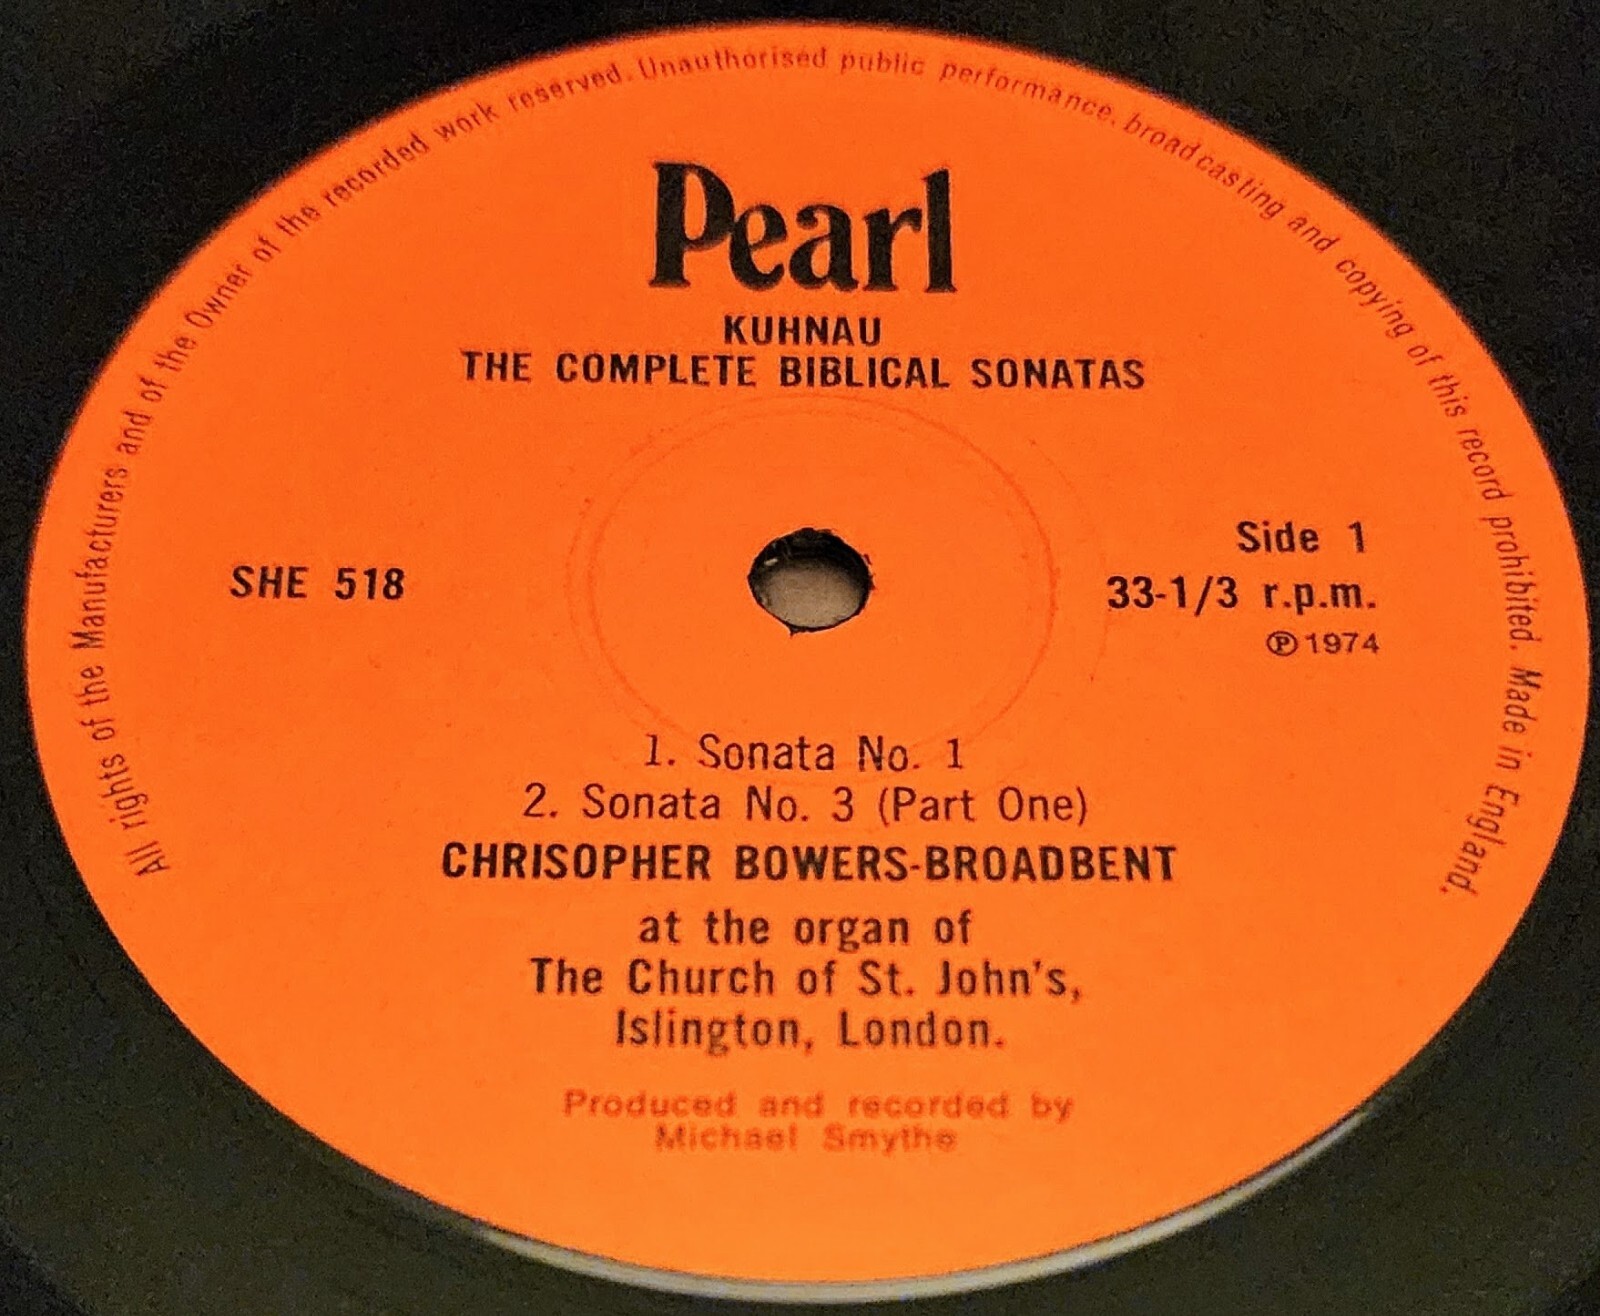 All rights of the Manufacturers and of the Owner of the recorded work reserved. Unauthorised public performance, broadcasting and copying of this record prohibited. Made in England.
Pearl
KUHNAU
THE COMPLETE BIBLICAL SONATAS
SHE 518
Side 1
33-1/3 r.p.m.
℗ 1974
1. Sonata No. 1
2. Sonata No. 3 (Part One)
CHRISOPHER BOWERS-BROADBENT
at the organ of
The Church of St. John's,
Islington, London.
Produced and recorded by
Michael Smythe